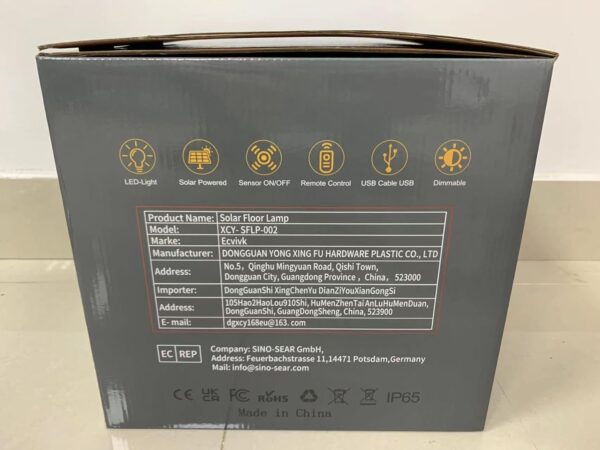 LED-Light Solar Powered Sensor ON/OFF Remote Control USB Cable USB Dimmable
Product Name: Solar Floor Lamp
Model: XCY- SFLP-002
Marke: Ecvivk
Manufacturer: DONGGUAN YONG XING FU HARDWARE PLASTIC CO., LTD
Address: No.5, Qinghu Mingyuan Road, Qishi Town,
Dongguan City, Guangdong Province , China, 523000
Importer: DongGuanShi XingChenYu DianZiYouXianGongSi
Address: 105Hao2HaoLou910Shi, HuMenZhenTaiAnLuHuMenDuan,
DongGuanShi, GuangDongSheng, China, 523900
E- mail: dgxcy168eu@163. com
EC REP Company: SINO-SEAR GmbH,
Address: Feuerbachstrasse 11,14471 Potsdam,Germany
Mail: info@sino-sear.com
CE UK CA FC RoHS IP65
Made in China